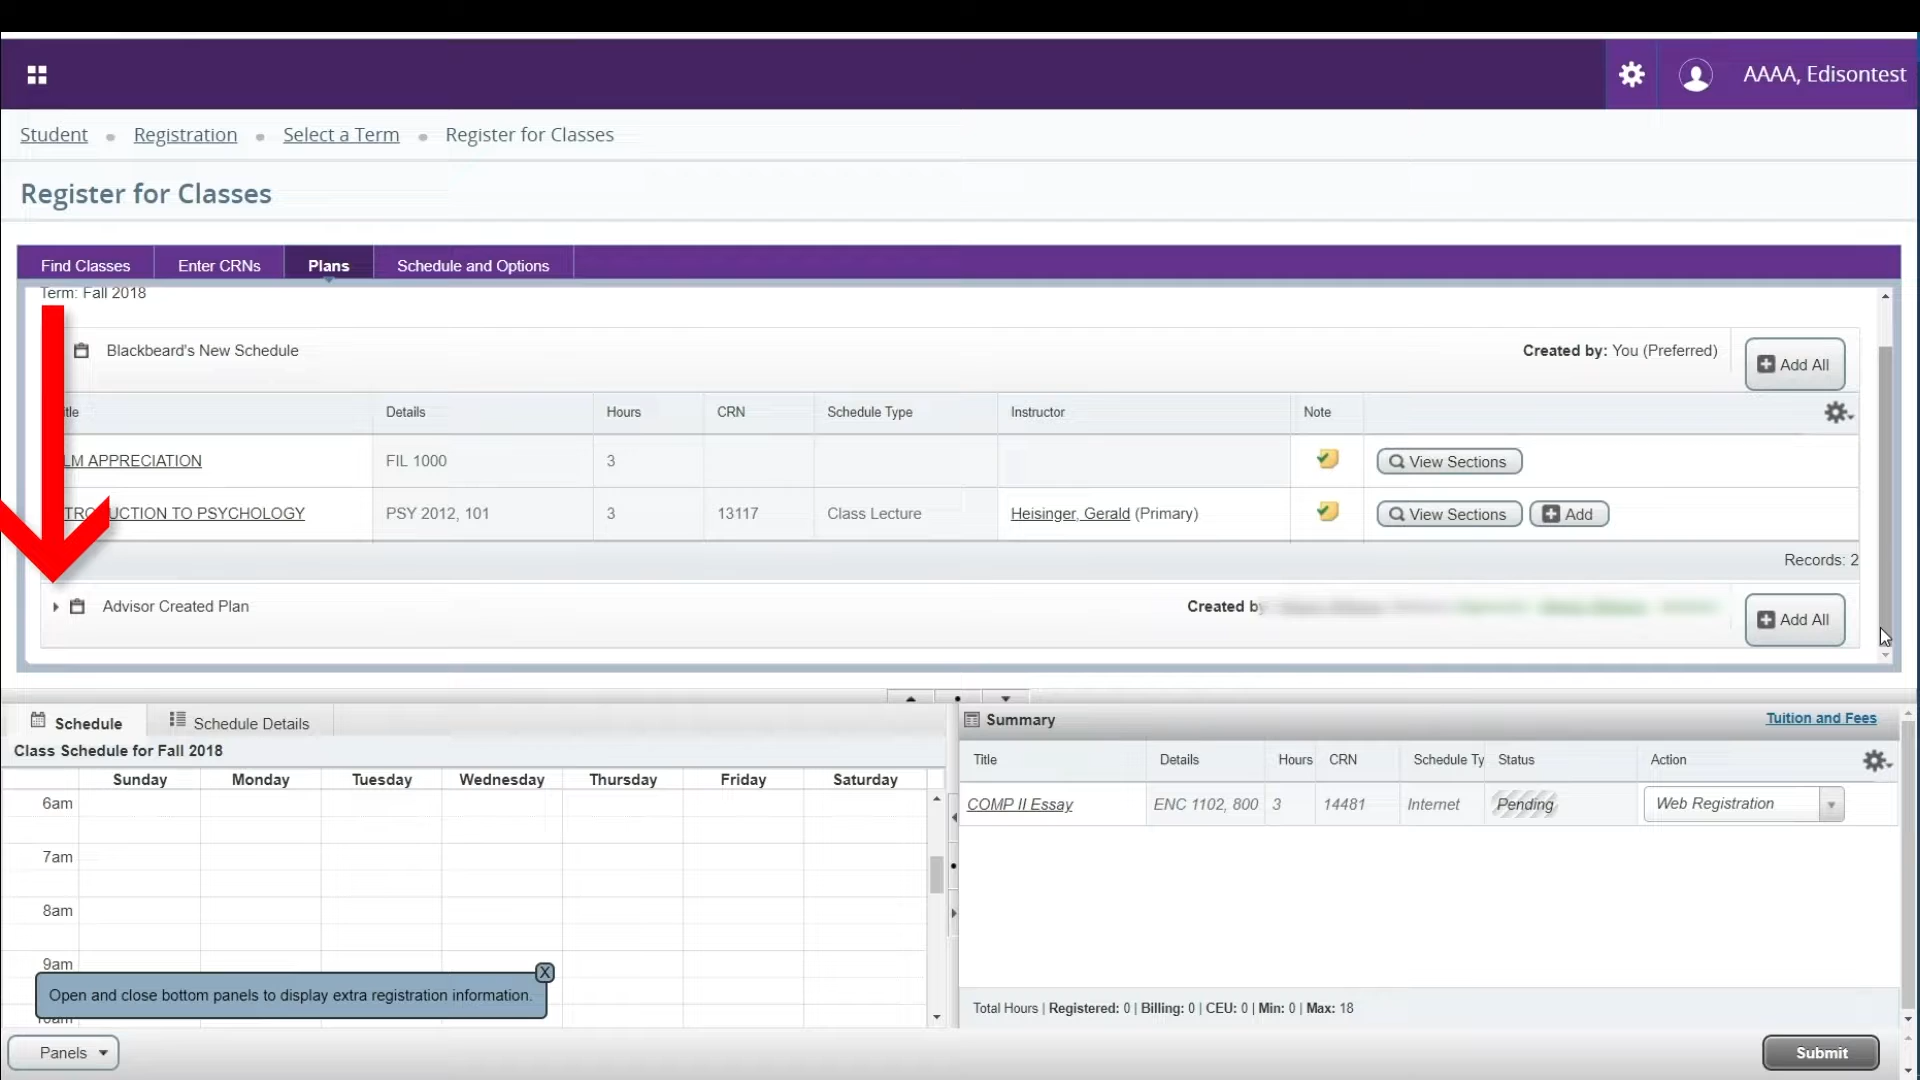 AAAA, Edisontest
Student • Registration • Select a Term • Register for Classes
Register for Classes
Find Classes Enter CRNs Plans Schedule and Options
Term: Fall 2018
Blackbeard's New Schedule Created by: You (Preferred) Add All
tle Details Hours CRN Schedule Type Instructor Note
LM APPRECIATION FIL 1000 3 View Sections
TRODUCTION TO PSYCHOLOGY PSY 2012, 101 3 13117 Class Lecture Heisinger, Gerald (Primary) View Sections Add
Records: 2
Advisor Created Plan Created by Add All
Schedule Schedule Details
Class Schedule for Fall 2018
Sunday Monday Tuesday Wednesday Thursday Friday Saturday
6am
7am
8am
9am
10am
Open and close bottom panels to display extra registration information.
X
Summary Tuition and Fees
Title Details Hours CRN Schedule Ty Status Action
COMP II Essay ENC 1102, 800 3 14481 Internet Pending Web Registration
Total Hours | Registered: 0 | Billing: 0 | CEU: 0 | Min: 0 | Max: 18
Panels Submit